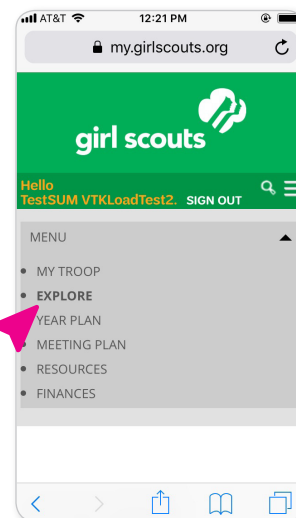 AT&T 12:21 PM
my.girlscouts.org
girl scouts
Hello
TestSUM VTKLoadTest2. SIGN OUT
MENU
MY TROOP
EXPLORE
YEAR PLAN
MEETING PLAN
RESOURCES
FINANCES